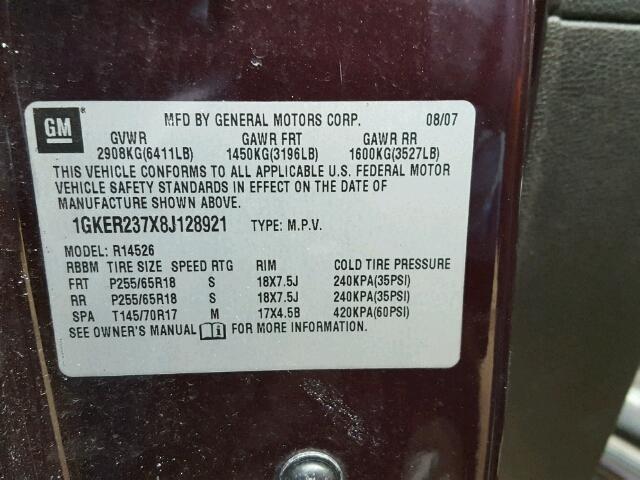 GM ®
MFD BY GENERAL MOTORS CORP. 08/07
GVWR GAWR FRT GAWR RR
2908KG(6411LB) 1450KG(3196LB) 1600KG(3527LB)
THIS VEHICLE CONFORMS TO ALL APPLICABLE U.S. FEDERAL MOTOR
VEHICLE SAFETY STANDARDS IN EFFECT ON THE DATE OF
MANUFACTURE SHOWN ABOVE.
1GKER237X8J128921 TYPE: M.P.V.
MODEL: R14526
RBBM TIRE SIZE SPEED RTG RIM COLD TIRE PRESSURE
FRT P255/65R18 S 18X7.5J 240KPA(35PSI)
RR P255/65R18 S 18X7.5J 240KPA(35PSI)
SPA T145/70R17 M 17X4.5B 420KPA(60PSI)
SEE OWNER'S MANUAL i FOR MORE INFORMATION.